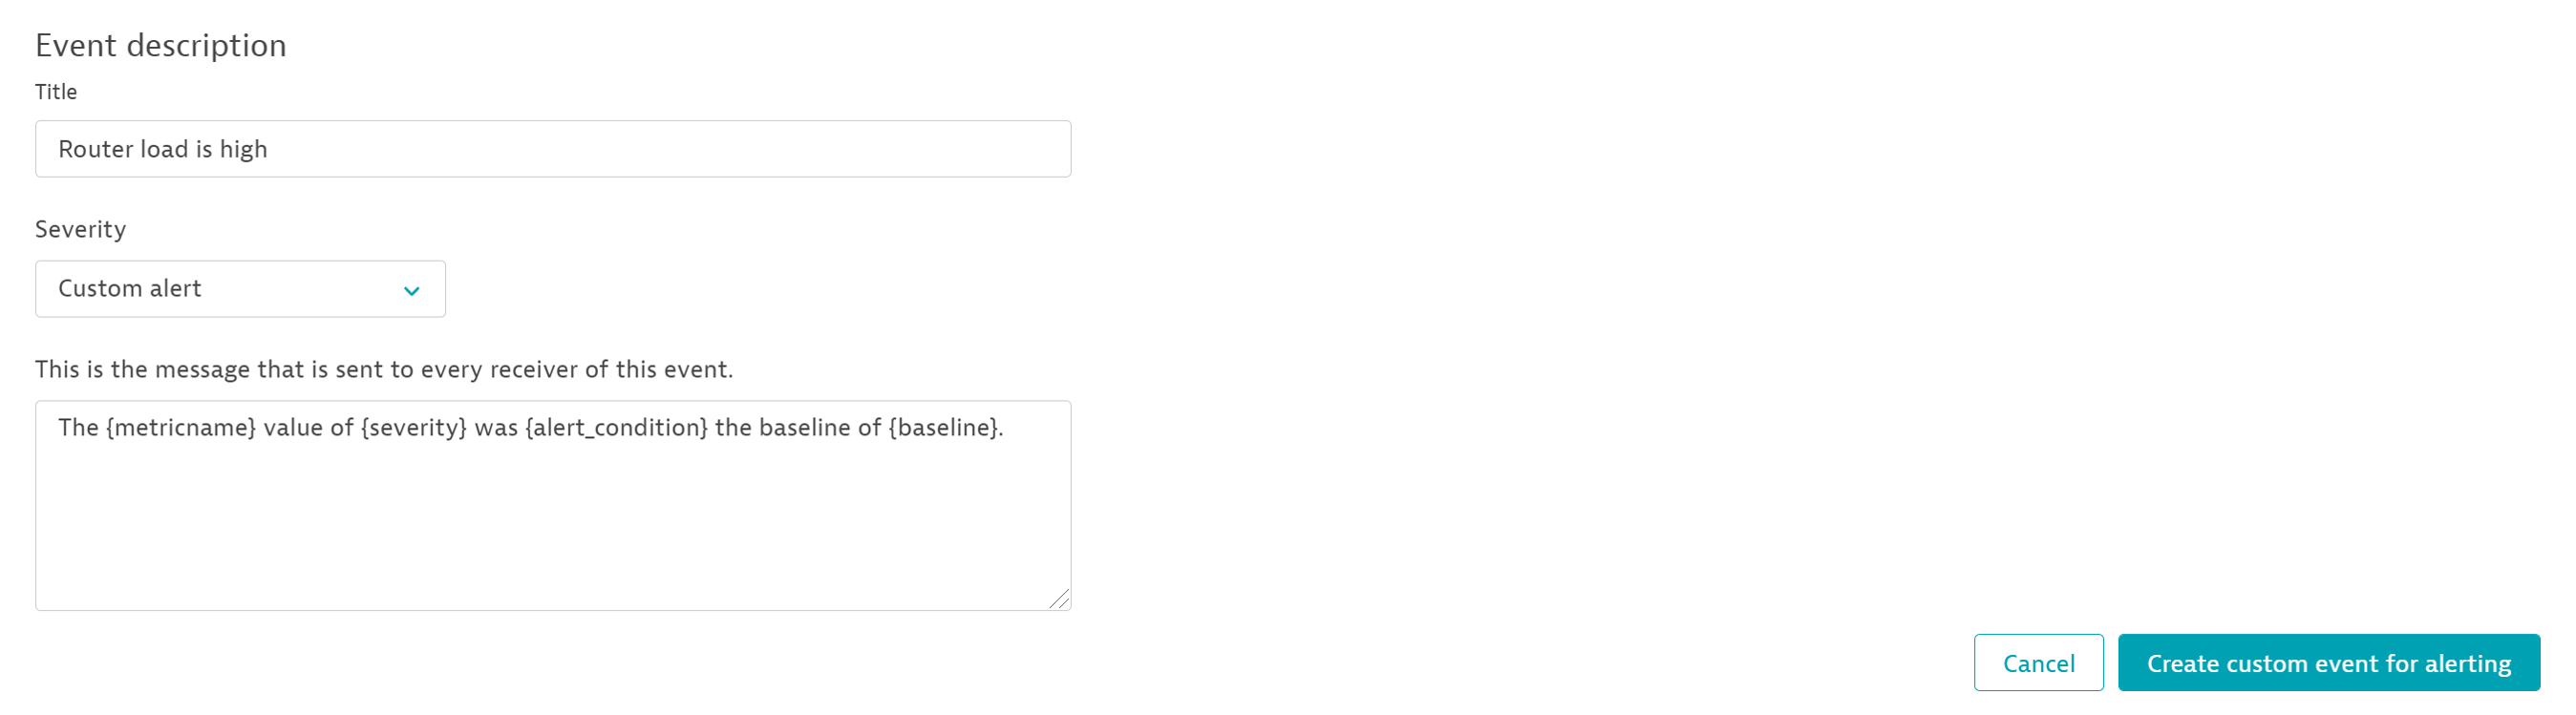 Event description
Title
Router load is high
Severity
Custom alert
This is the message that is sent to every receiver of this event.
The {metricname} value of {severity} was {alert_condition} the baseline of {baseline}.
Cancel
Create custom event for alerting